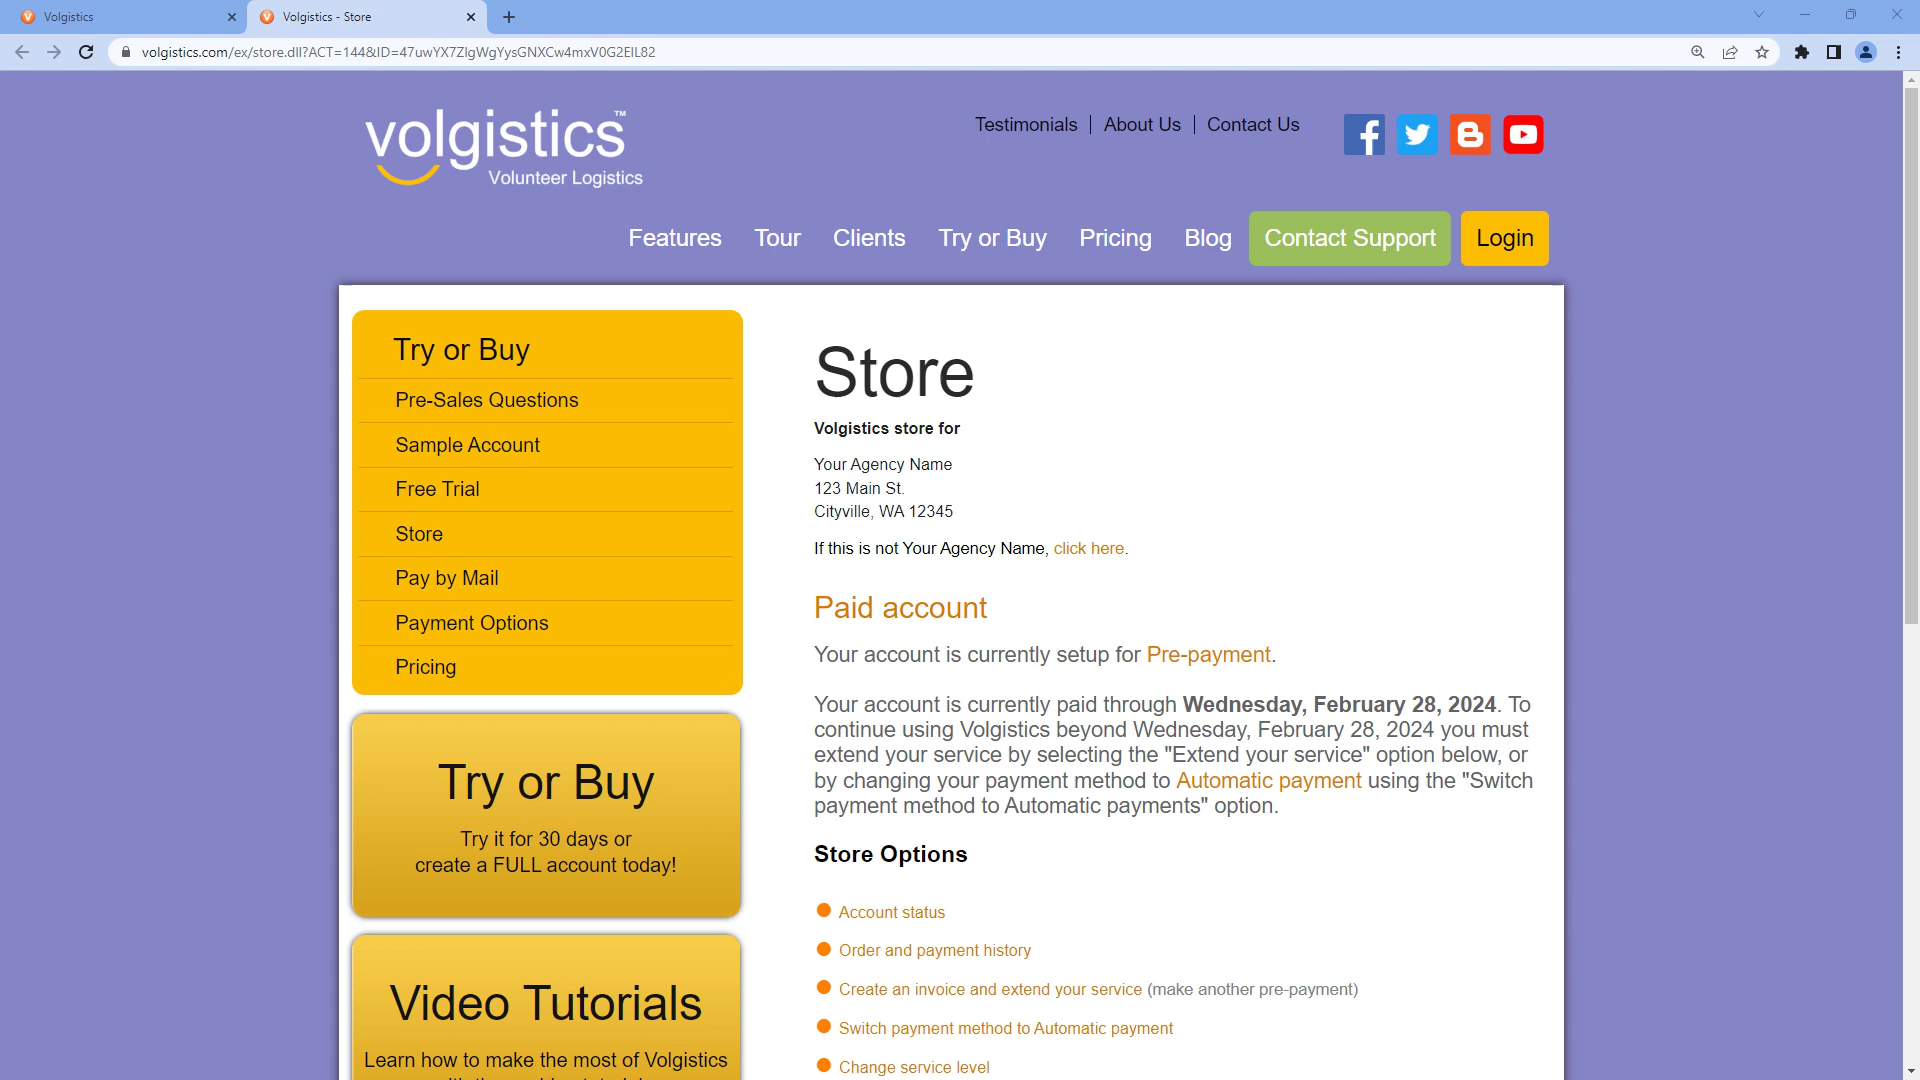 Volgistics
Volgistics - Store
volgistics.com/ex/store.dll?ACT=144&ID=47uwYX7ZIgWgYysGNXCw4mxV0G2EIL82
volgistics™
Volunteer Logistics
Testimonials
About Us
Contact Us
Features
Tour
Clients
Try or Buy
Pricing
Blog
Contact Support
Login
Try or Buy
Pre-Sales Questions
Sample Account
Free Trial
Store
Pay by Mail
Payment Options
Pricing
Try or Buy
Try it for 30 days or
create a FULL account today!
Video Tutorials
Learn how to make the most of Volgistics
Store
Volgistics store for
Your Agency Name
123 Main St.
Cityville, WA 12345
If this is not Your Agency Name, click here.
Paid account
Your account is currently setup for Pre-payment.
Your account is currently paid through Wednesday, February 28, 2024. To
continue using Volgistics beyond Wednesday, February 28, 2024 you must
extend your service by selecting the "Extend your service" option below, or
by changing your payment method to Automatic payment using the "Switch
payment method to Automatic payments" option.
Store Options
Account status
Order and payment history
Create an invoice and extend your service (make another pre-payment)
Switch payment method to Automatic payment
Change service level